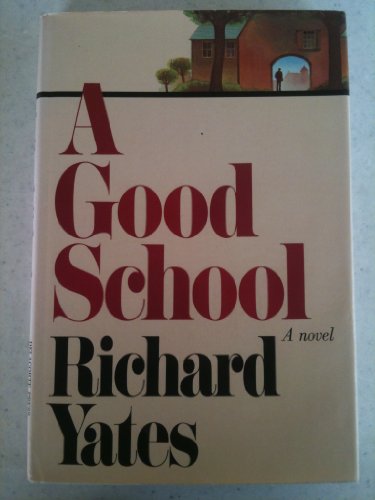 A
Good
School
A novel
Richard
Yates